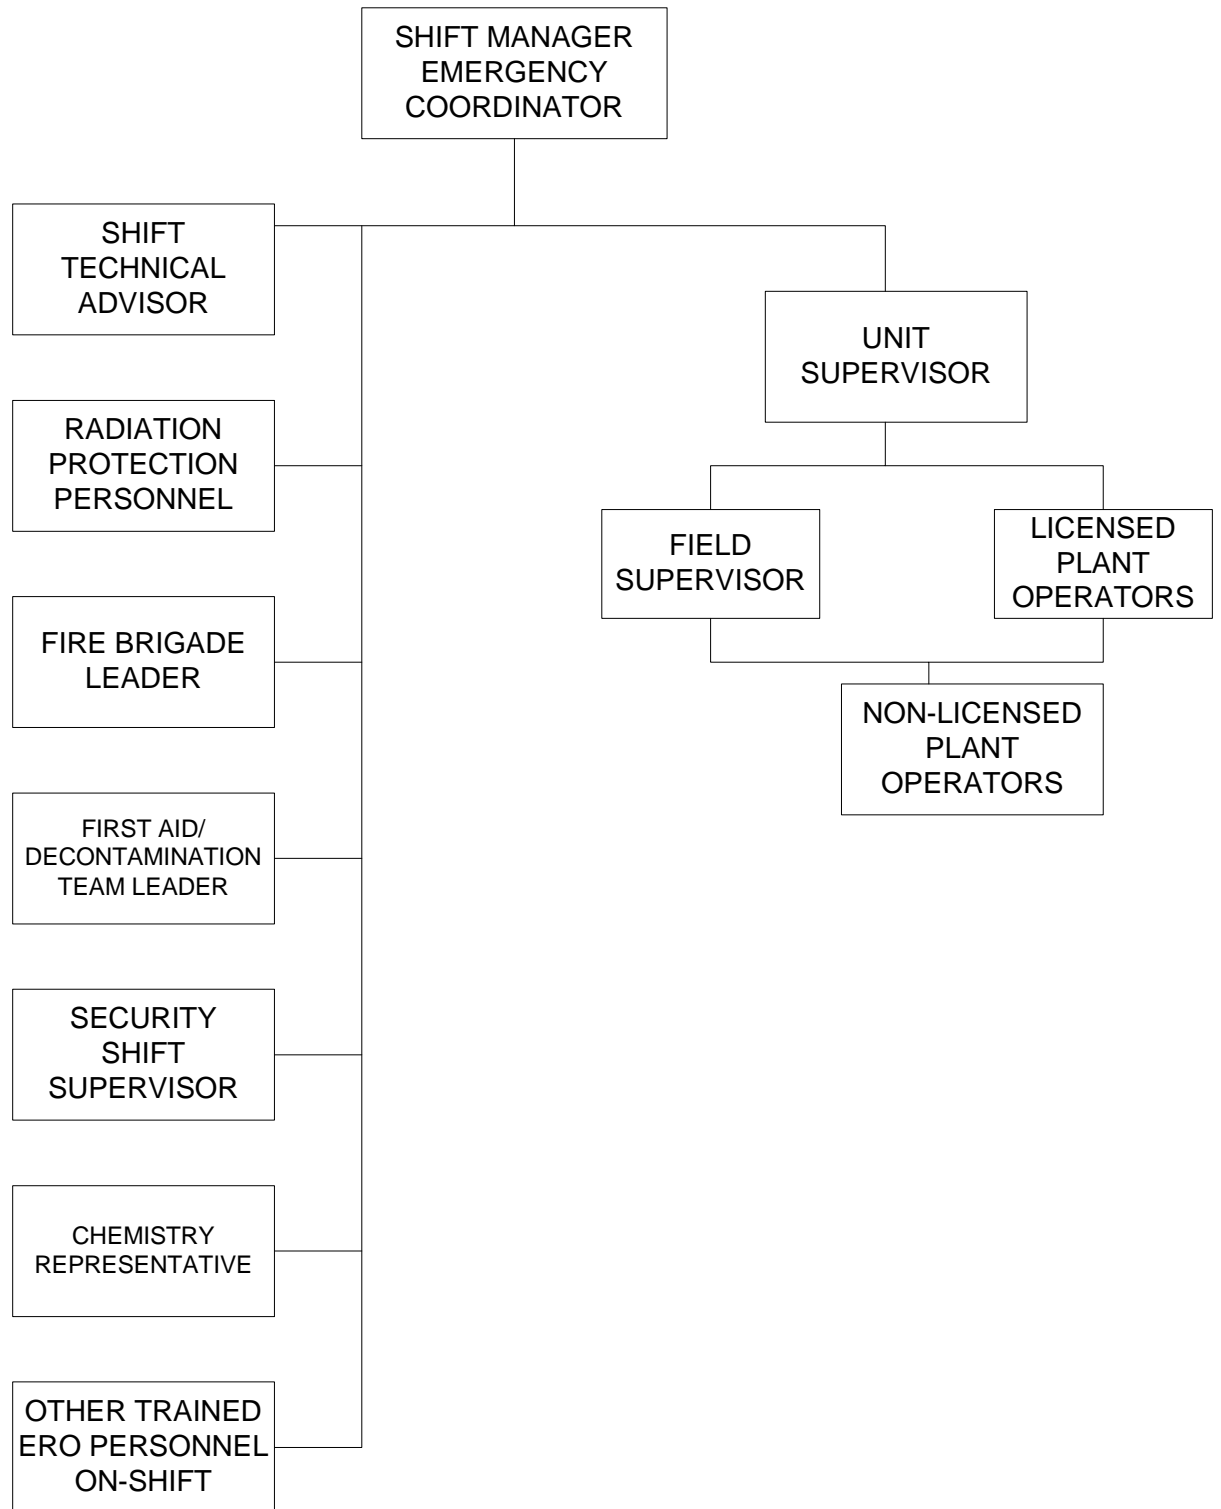 SHIFT MANAGER
EMERGENCY
COORDINATOR
SHIFT
TECHNICAL
ADVISOR
UNIT
SUPERVISOR
RADIATION
PROTECTION
PERSONNEL
FIELD
SUPERVISOR
LICENSED
PLANT
OPERATORS
FIRE BRIGADE
LEADER
NON-LICENSED
PLANT
OPERATORS
FIRST AID/
DECONTAMINATION
TEAM LEADER
SECURITY
SHIFT
SUPERVISOR
CHEMISTRY
REPRESENTATIVE
OTHER TRAINED
ERO PERSONNEL
ON-SHIFT